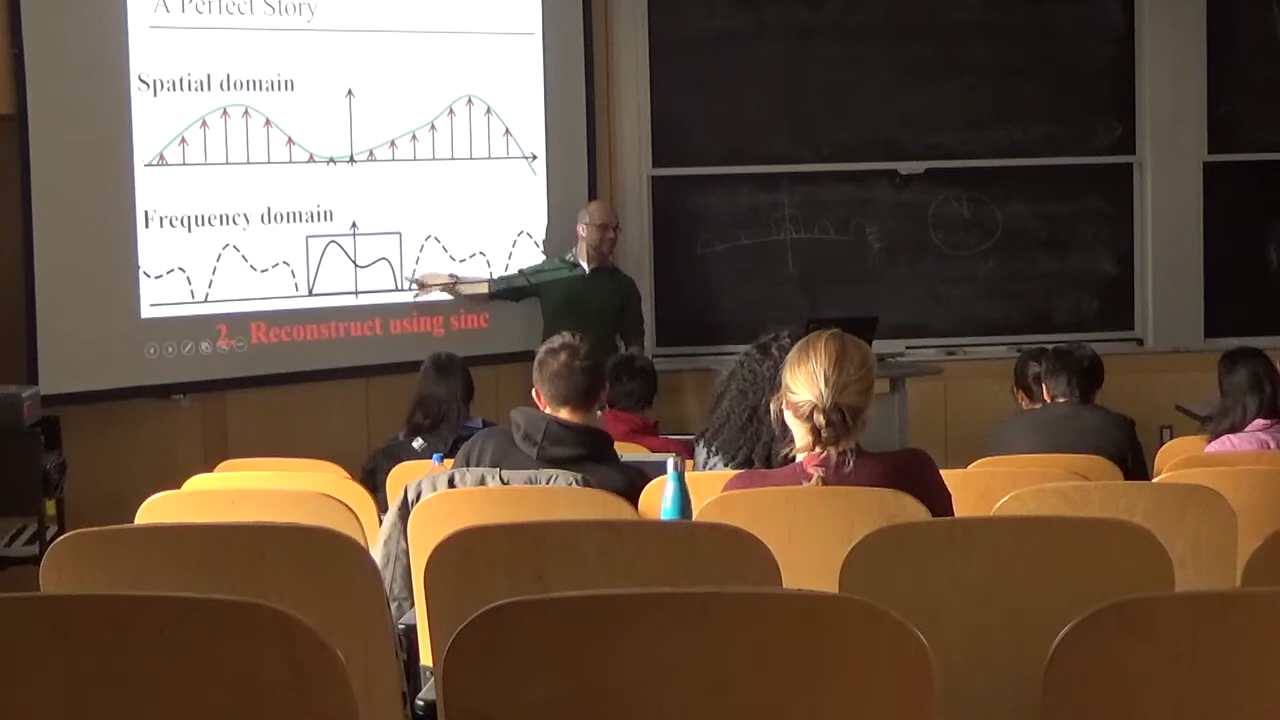 A Perfect Story
Spatial domain
Frequency domain
2. Reconstruct using sinc